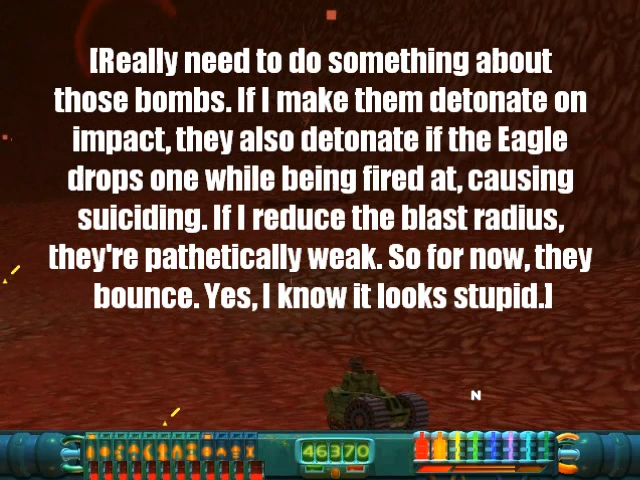 [Really need to do something about
those bombs. If I make them detonate on
impact, they also detonate if the Eagle
drops one while being fired at, causing
suiciding. If I reduce the blast radius,
they're pathetically weak. So for now, they
bounce. Yes, I know it looks stupid.]
N
46370